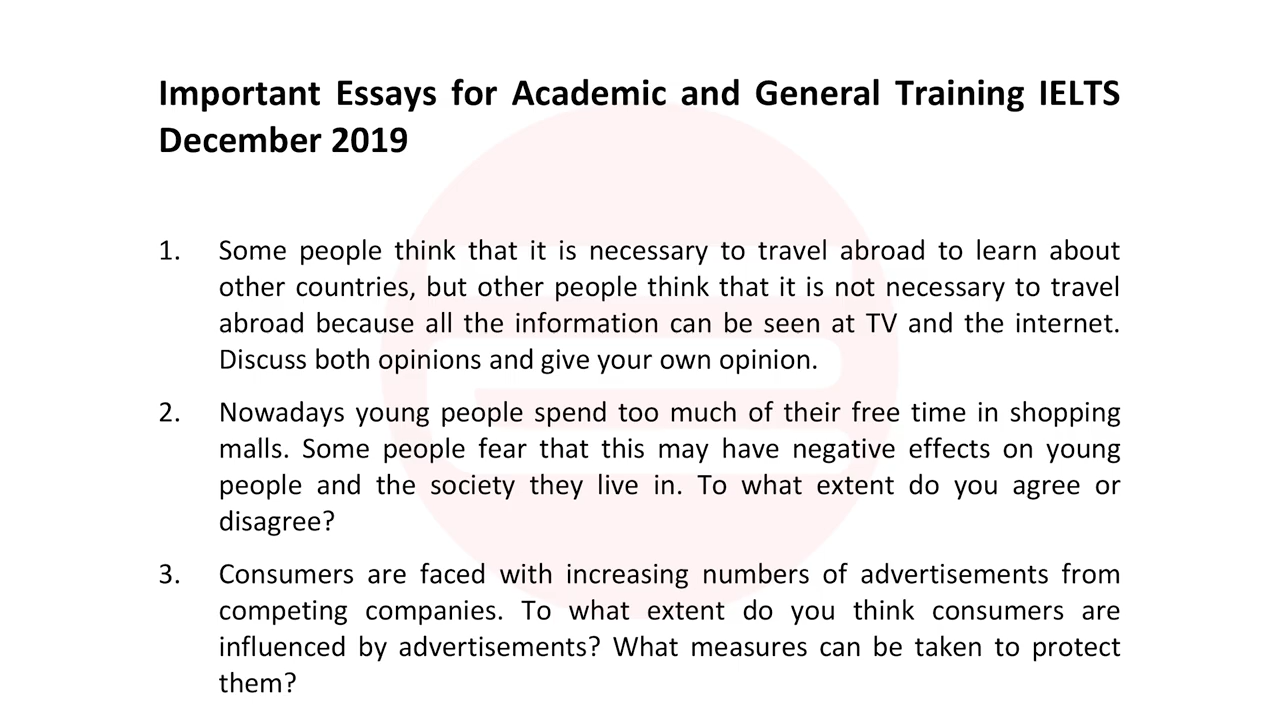 Important Essays for Academic and General Training IELTS
December 2019
1. Some people think that it is necessary to travel abroad to learn about
other countries, but other people think that it is not necessary to travel
abroad because all the information can be seen at TV and the internet.
Discuss both opinions and give your own opinion.
2. Nowadays young people spend too much of their free time in shopping
malls. Some people fear that this may have negative effects on young
people and the society they live in. To what extent do you agree or
disagree?
3. Consumers are faced with increasing numbers of advertisements from
competing companies. To what extent do you think consumers are
influenced by advertisements? What measures can be taken to protect
them?